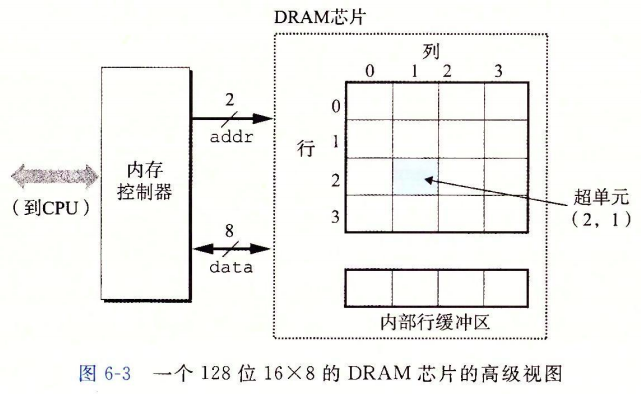 DRAM芯片
列
0 1 2 3
2
addr
0
行
1
内存
控制器
2
(到CPU)
超单元
(2, 1)
3
8
data
内部行缓冲区
图 6-3 一个 128 位 16×8 的 DRAM 芯片的高级视图